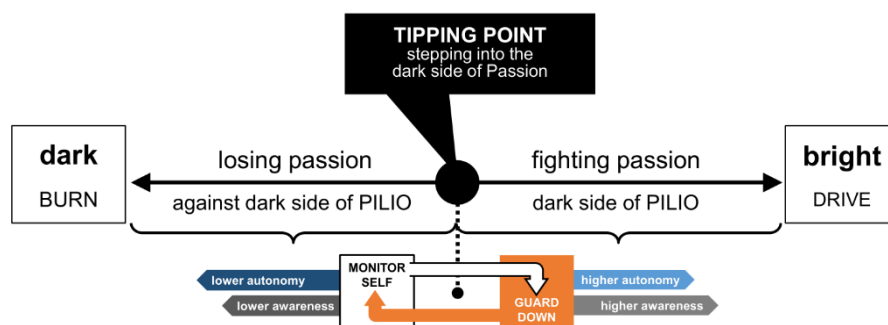 TIPPING POINT
stepping into the
dark side of Passion
dark
BURN
losing passion
fighting passion
against dark side of PILIO
dark side of PILIO
bright
DRIVE
lower autonomy
lower awareness
MONITOR
SELF
GUARD
DOWN
higher autonomy
higher awareness